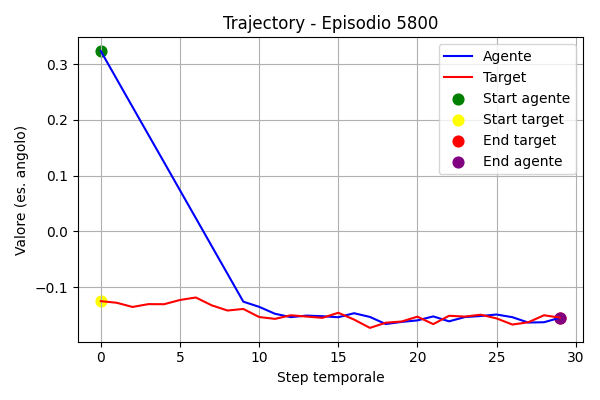 Trajectory - Episodio 5800
Agente
Target
Start agente
Start target
End target
End agente
Valore (es. angolo)
0.3
0.2
0.1
0.0
−0.1
0
5
10
15
20
25
30
Step temporale